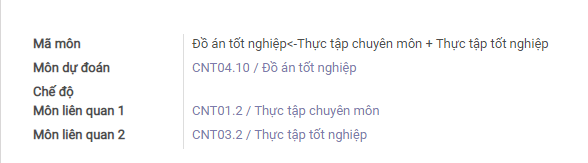 Mã môn Đồ án tốt nghiệp<-Thực tập chuyên môn + Thực tập tốt nghiệp
Môn dự đoán CNT04.10 / Đồ án tốt nghiệp
Chế độ
Môn liên quan 1 CNT01.2 / Thực tập chuyên môn
Môn liên quan 2 CNT03.2 / Thực tập tốt nghiệp